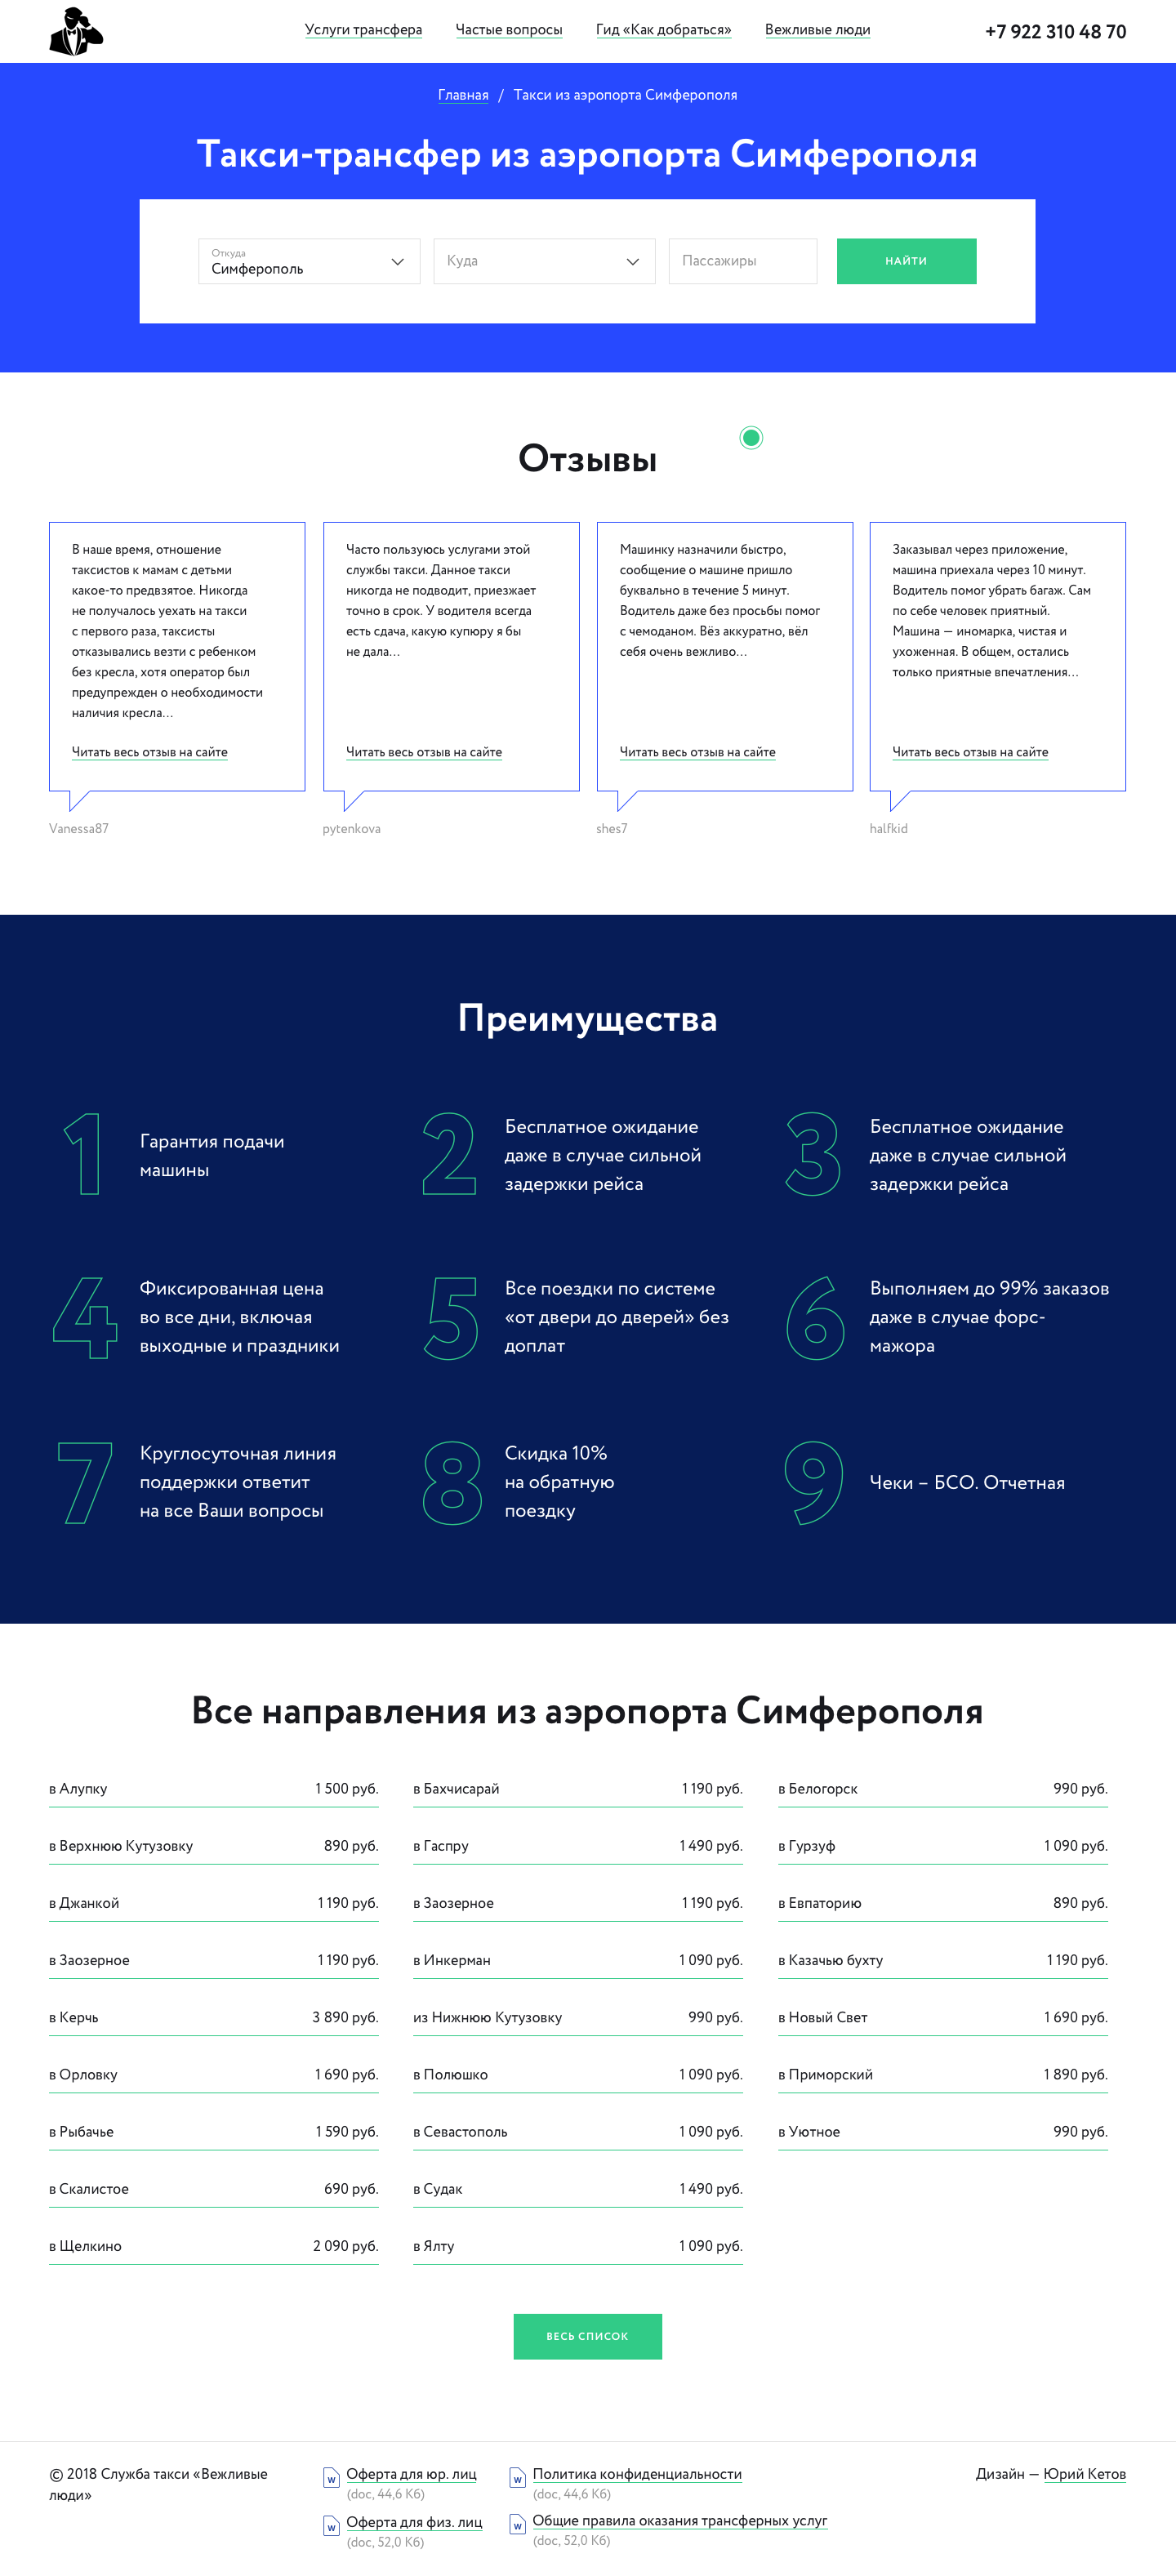 Услуги трансфера Частые вопросы Гид «Как добраться» Вежливые люди +7 922 310 48 70
Главная / Такси из аэропорта Симферополя
Такси-трансфер из аэропорта Симферополя
Откуда
Симферополь
Куда
Пассажиры
НАЙТИ
Отзывы
В наше время, отношение
таксистов к мамам с детьми
какое-то предвзятое. Никогда
не получалось уехать на такси
с первого раза, таксисты
отказывались везти с ребенком
без кресла, хотя оператор был
предупрежден о необходимости
наличия кресла...
Читать весь отзыв на сайте
Vanessa87
Часто пользуюсь услугами этой
службы такси. Данное такси
никогда не подводит, приезжает
точно в срок. У водителя всегда
есть сдача, какую купюру я бы
не дала...
Читать весь отзыв на сайте
pytenkova
Машинку назначили быстро,
сообщение о машине пришло
буквально в течение 5 минут.
Водитель даже без просьбы помог
с чемоданом. Вёз аккуратно, вёл
себя очень вежливо...
Читать весь отзыв на сайте
shes7
Заказывал через приложение,
машина приехала через 10 минут.
Водитель помог убрать багаж. Сам
по себе человек приятный.
Машина — иномарка, чистая и
ухоженная. В общем, остались
только приятные впечатления...
Читать весь отзыв на сайте
halfkid
Преимущества
1
Гарантия подачи
машины
2
Бесплатное ожидание
даже в случае сильной
задержки рейса
3
Бесплатное ожидание
даже в случае сильной
задержки рейса
4
Фиксированная цена
во все дни, включая
выходные и праздники
5
Все поездки по системе
«от двери до дверей» без
доплат
6
Выполняем до 99% заказов
даже в случае форс-
мажора
7
Круглосуточная линия
поддержки ответит
на все Ваши вопросы
8
Скидка 10%
на обратную
поездку
9
Чеки – БСО. Отчетная
Все направления из аэропорта Симферополя
в Алупку 1 500 руб. в Бахчисарай 1 190 руб. в Белогорск 990 руб.
в Верхнюю Кутузовку 890 руб. в Гаспру 1 490 руб. в Гурзуф 1 090 руб.
в Джанкой 1 190 руб. в Заозерное 1 190 руб. в Евпаторию 890 руб.
в Заозерное 1 190 руб. в Инкерман 1 090 руб. в Казачью бухту 1 190 руб.
в Керчь 3 890 руб. из Нижнюю Кутузовку 990 руб. в Новый Свет 1 690 руб.
в Орловку 1 690 руб. в Полюшко 1 090 руб. в Приморский 1 890 руб.
в Рыбачье 1 590 руб. в Севастополь 1 090 руб. в Уютное 990 руб.
в Скалистое 690 руб. в Судак 1 490 руб.
в Щелкино 2 090 руб. в Ялту 1 090 руб.
ВЕСЬ СПИСОК
© 2018 Служба такси «Вежливые
люди»
W Оферта для юр. лиц
(doc, 44,6 Кб)
W Оферта для физ. лиц
(doc, 52,0 Кб)
W Политика конфиденциальности
(doc, 44,6 Кб)
W Общие правила оказания трансферных услуг
(doc, 52,0 Кб)
Дизайн — Юрий Кетов